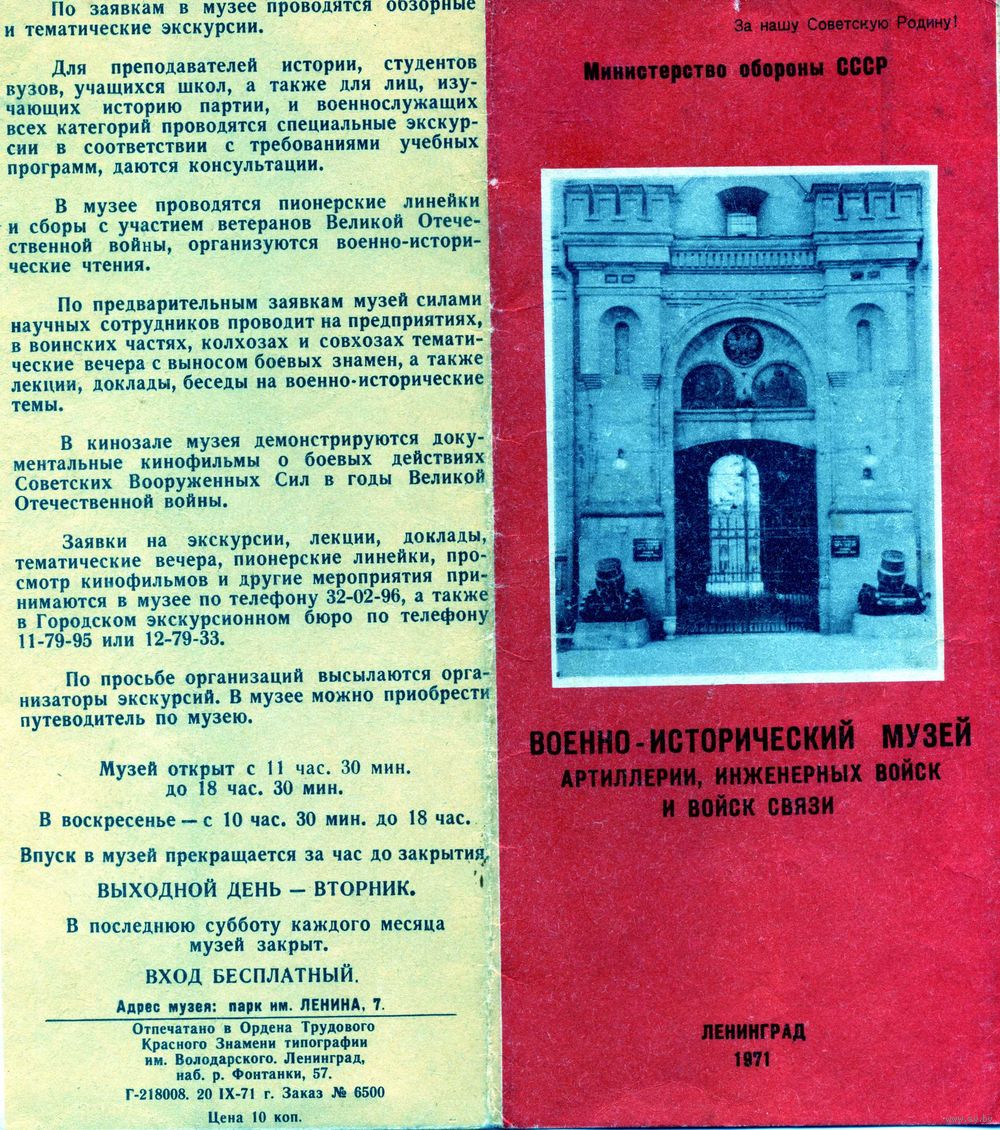 По заявкам в музее проводятся обзорные
и тематические экскурсии.
Для преподавателей истории, студентов
вузов, учащихся школ, а также для лиц, изу-
чающих историю партии, и военнослужащих
всех категорий проводятся специальные экскур-
сии в соответствии с требованиями учебных
программ, даются консультации.
В музее проводятся пионерские линейки
и сборы с участием ветеранов Великой Отече-
ственной войны, организуются военно-истори-
ческие чтения.
По предварительным заявкам музей силами
научных сотрудников проводит на предприятиях,
в воинских частях, колхозах и совхозах темати-
ческие вечера с выносом боевых знамен, а также
лекции, доклады, беседы на военно-исторические
темы.
В кинозале музея демонстрируются доку-
ментальные кинофильмы о боевых действиях
Советских Вооруженных Сил в годы Великой
Отечественной войны.
Заявки на экскурсии, лекции, доклады,
тематические вечера, пионерские линейки, про-
смотр кинофильмов и другие мероприятия при-
нимаются в музее по телефону 32-02-96, а также
в Городском экскурсионном бюро по телефону
11-79-95 или 12-79-33.
По просьбе организаций высылаются орга-
низаторы экскурсий. В музее можно приобрести
путеводитель по музею.
Музей открыт с 11 час. 30 мин.
до 18 час. 30 мин.
В воскресенье — с 10 час. 30 мин. до 18 час.
Впуск в музей прекращается за час до закрытия.
ВЫХОДНОЙ ДЕНЬ — ВТОРНИК.
В последнюю субботу каждого месяца
музей закрыт.
ВХОД БЕСПЛАТНЫЙ.
Адрес музея: парк им. ЛЕНИНА, 7.
Отпечатано в Ордена Трудового
Красного Знамени типографии
им. Володарского. Ленинград,
наб. р. Фонтанки, 57.
Г-218008. 20 IX-71 г. Заказ № 6500
Цена 10 коп.
За нашу Советскую Родину!
Министерство обороны СССР
ВОЕННО-ИСТОРИЧЕСКИЙ МУЗЕЙ
АРТИЛЛЕРИИ, ИНЖЕНЕРНЫХ ВОЙСК
И ВОЙСК СВЯЗИ
ЛЕНИНГРАД
1971